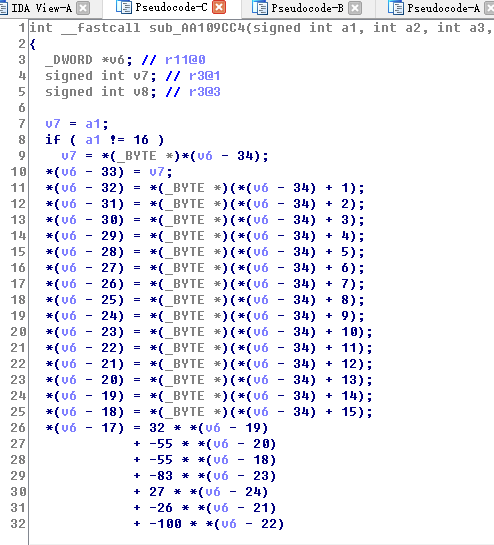 IDA View-A Pseudocode-C Pseudocode-B Pseudocode-A
1 int __fastcall sub_AA109CC4(signed int a1, int a2, int a3,
2 {
3 _DWORD *v6; // r11@0
4 signed int v7; // r3@1
5 signed int v8; // r3@3
6
7 v7 = a1;
8 if ( a1 != 16 )
9 v7 = *(_BYTE *)*(v6 - 34);
10 *(v6 - 33) = v7;
11 *(v6 - 32) = *(_BYTE *)(*(v6 - 34) + 1);
12 *(v6 - 31) = *(_BYTE *)(*(v6 - 34) + 2);
13 *(v6 - 30) = *(_BYTE *)(*(v6 - 34) + 3);
14 *(v6 - 29) = *(_BYTE *)(*(v6 - 34) + 4);
15 *(v6 - 28) = *(_BYTE *)(*(v6 - 34) + 5);
16 *(v6 - 27) = *(_BYTE *)(*(v6 - 34) + 6);
17 *(v6 - 26) = *(_BYTE *)(*(v6 - 34) + 7);
18 *(v6 - 25) = *(_BYTE *)(*(v6 - 34) + 8);
19 *(v6 - 24) = *(_BYTE *)(*(v6 - 34) + 9);
20 *(v6 - 23) = *(_BYTE *)(*(v6 - 34) + 10);
21 *(v6 - 22) = *(_BYTE *)(*(v6 - 34) + 11);
22 *(v6 - 21) = *(_BYTE *)(*(v6 - 34) + 12);
23 *(v6 - 20) = *(_BYTE *)(*(v6 - 34) + 13);
24 *(v6 - 19) = *(_BYTE *)(*(v6 - 34) + 14);
25 *(v6 - 18) = *(_BYTE *)(*(v6 - 34) + 15);
26 *(v6 - 17) = 32 * *(v6 - 19)
27 + -55 * *(v6 - 20)
28 + -55 * *(v6 - 18)
29 + -83 * *(v6 - 23)
30 + 27 * *(v6 - 24)
31 + -26 * *(v6 - 21)
32 + -100 * *(v6 - 22)